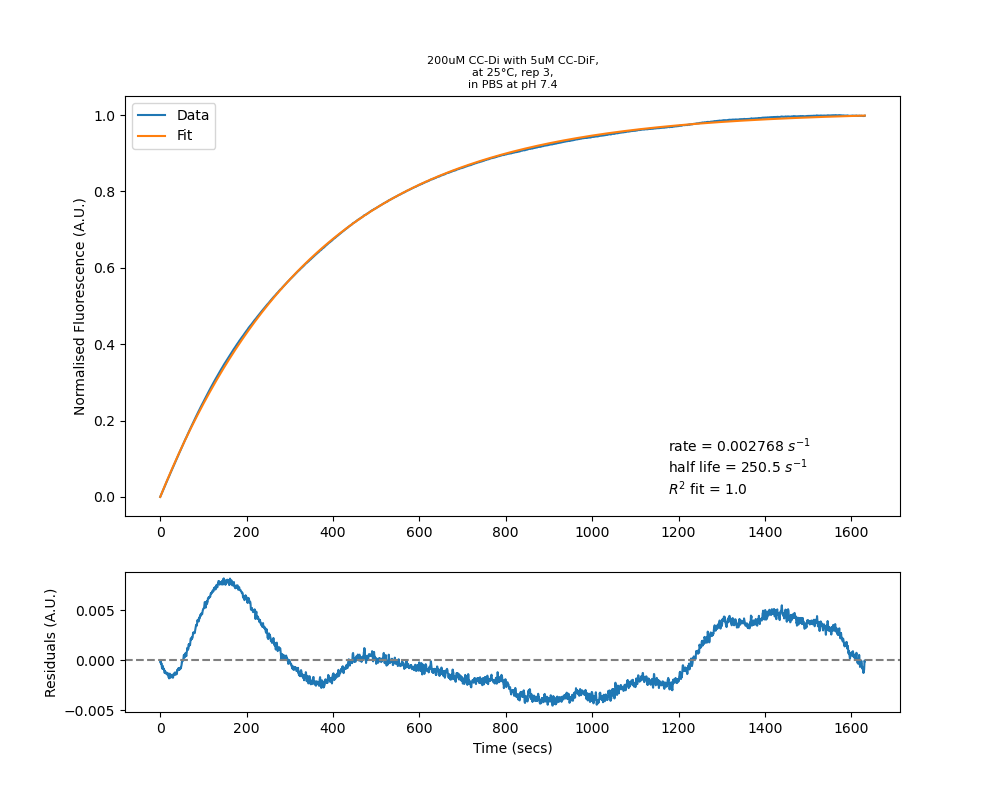 200uM CC-Di with 5uM CC-DiF,
at 25°C, rep 3,
in PBS at pH 7.4
Normalised Fluorescence (A.U.)
1.0
0.8
0.6
0.4
0.2
0.0
Data
Fit
rate = 0.002768 s⁻¹
half life = 250.5 s⁻¹
R² fit = 1.0
0 200 400 600 800 1000 1200 1400 1600
Residuals (A.U.)
0.005
0.000
−0.005
0 200 400 600 800 1000 1200 1400 1600
Time (secs)